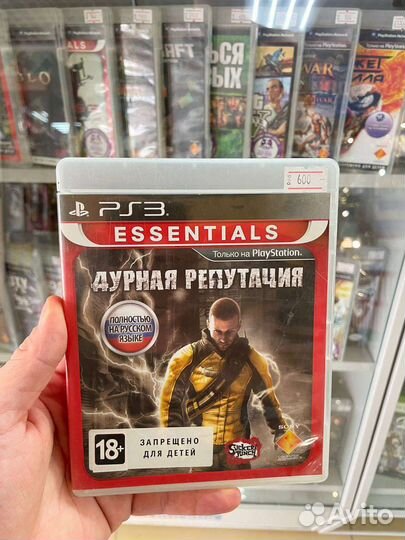 ESSENTIALS
600
PS3
ESSENTIALS
Только на PlayStation.
ДУРНАЯ РЕПУТАЦИЯ
ПОЛНОСТЬЮ
НА РУССКОМ
ЯЗЫКЕ
18+
ЗАПРЕЩЕНО
ДЛЯ ДЕТЕЙ
Sucker
Punch
SONY
Avito